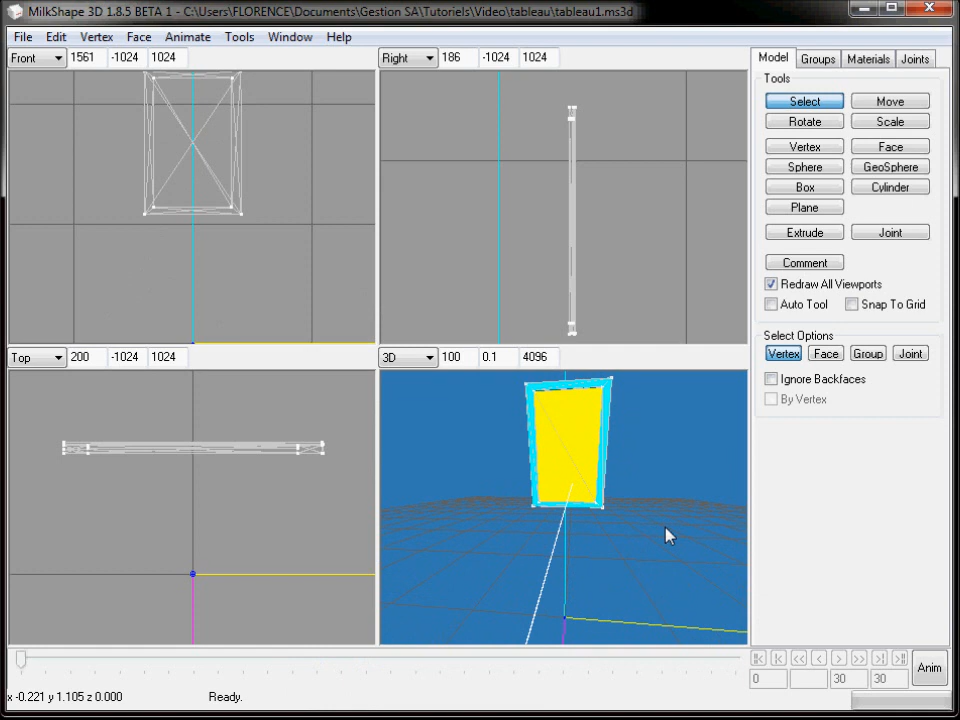 MilkShape 3D 1.8.5 BETA 1 - C:\Users\FLORENCE\Documents\Gestion SA\Tutoriels\Video\tableau\tableau1.ms3d
File Edit Vertex Face Animate Tools Window Help
Front 1561 -1024 1024
Right 186 -1024 1024
Model Groups Materials Joints
Tools
Select Move
Rotate Scale
Vertex Face
Sphere GeoSphere
Box Cylinder
Plane
Extrude Joint
Comment
Redraw All Viewports
Auto Tool Snap To Grid
Select Options
Vertex Face Group Joint
Ignore Backfaces
By Vertex
Top 200 -1024 1024
3D 100 0.1 4096
Anim
0 30 30
x -0.221 y 1.105 z 0.000 Ready.